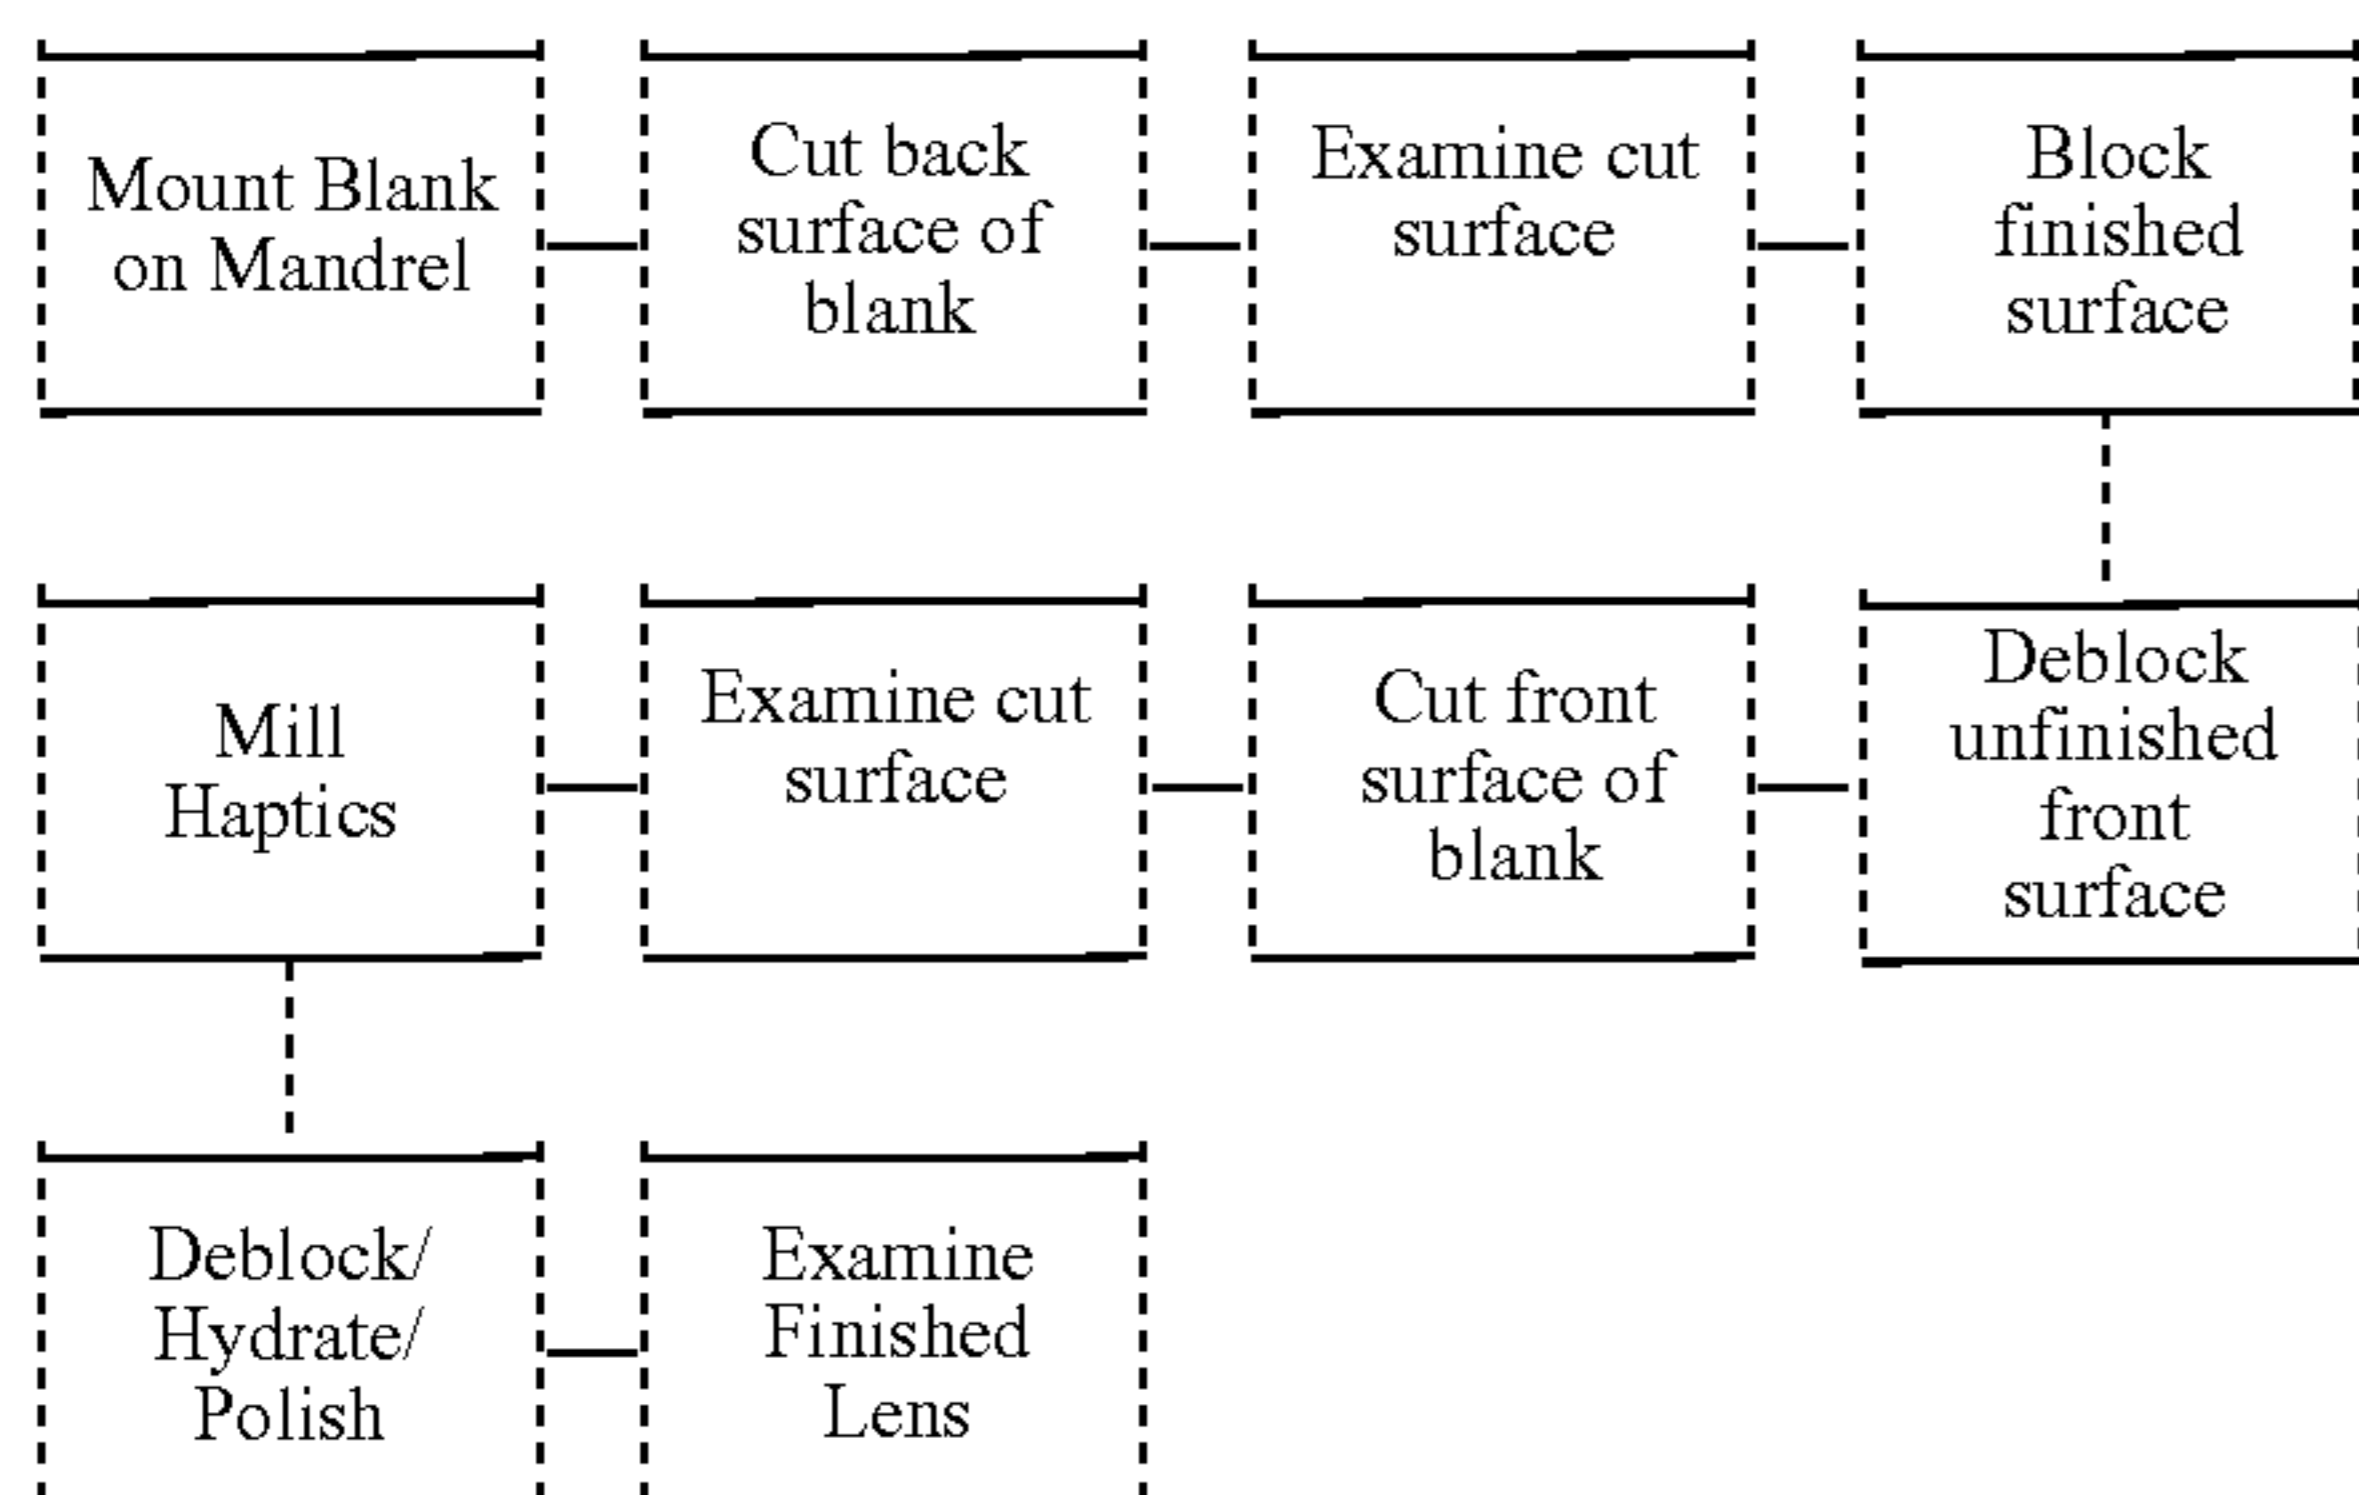 Mount Blank
on Mandrel
Cut back
surface of
blank
Examine cut
surface
Block
finished
surface
Mill
Haptics
Examine cut
surface
Cut front
surface of
blank
Deblock
unfinished
front
surface
Deblock/
Hydrate/
Polish
Examine
Finished
Lens